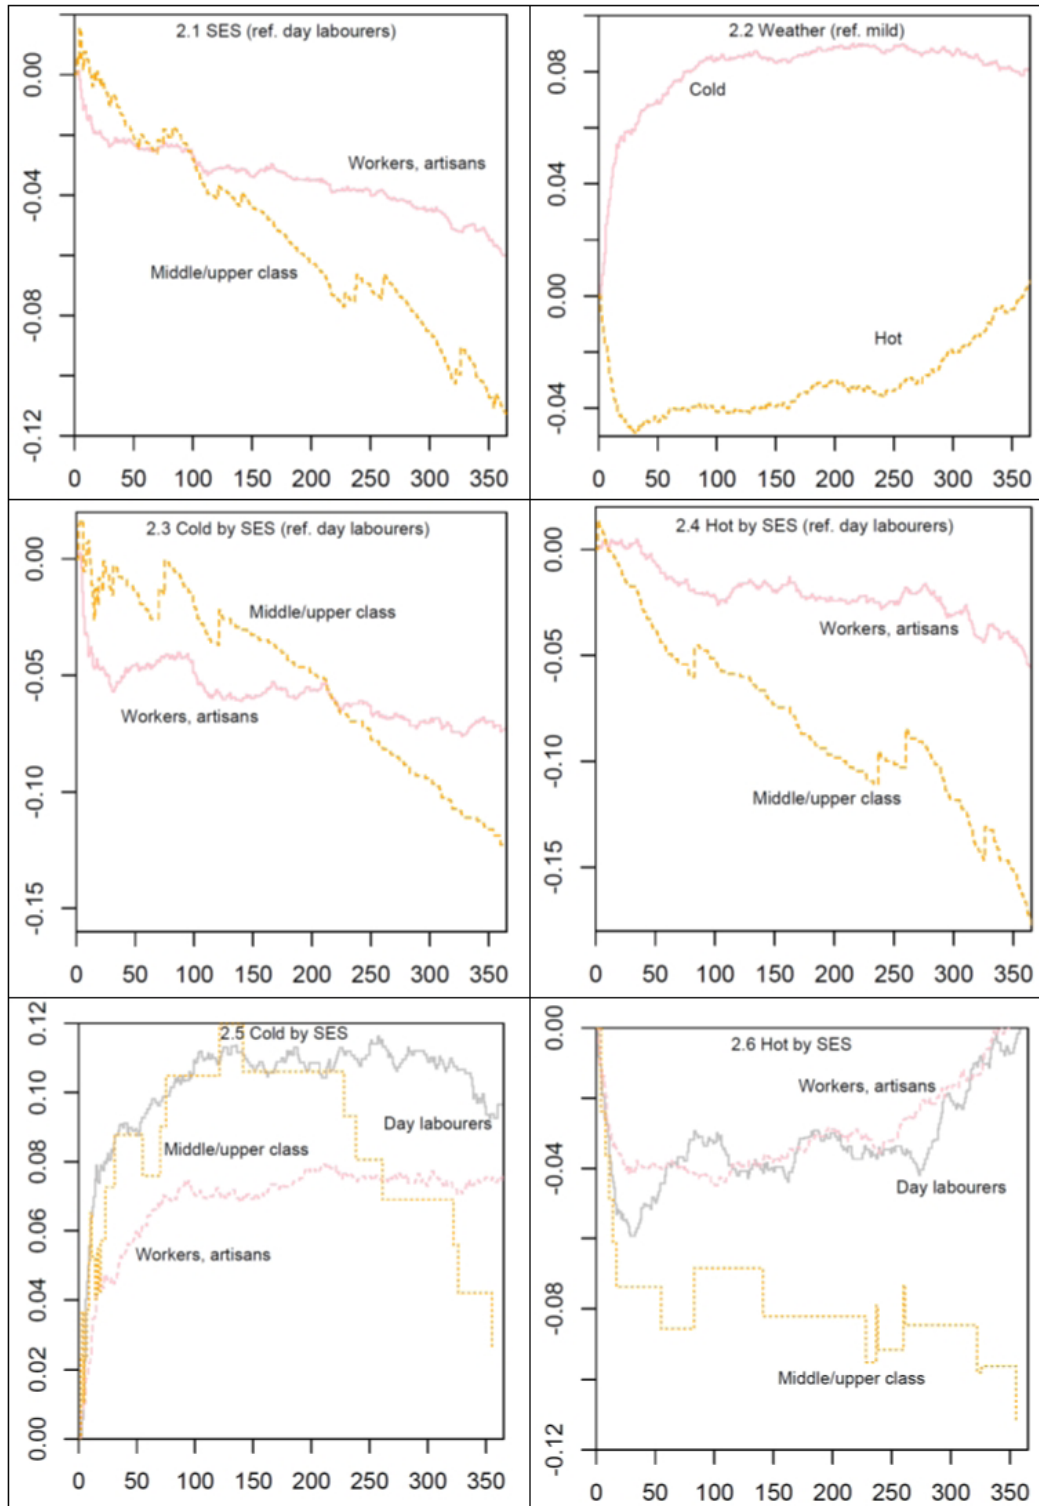 2.1 SES (ref. day labourers)
0.00
-0.04
-0.08
-0.12
Workers, artisans
Middle/upper class
0 50 100 150 200 250 300 350
2.2 Weather (ref. mild)
0.08
0.04
0.00
-0.04
Cold
Hot
0 50 100 150 200 250 300 350
2.3 Cold by SES (ref. day labourers)
0.00
-0.05
-0.10
-0.15
Middle/upper class
Workers, artisans
0 50 100 150 200 250 300 350
2.4 Hot by SES (ref. day labourers)
0.00
-0.05
-0.10
-0.15
Workers, artisans
Middle/upper class
0 50 100 150 200 250 300 350
2.5 Cold by SES
0.12
0.10
0.08
0.06
0.04
0.02
0.00
Day labourers
Middle/upper class
Workers, artisans
0 50 100 150 200 250 300 350
2.6 Hot by SES
0.00
-0.04
-0.08
-0.12
Workers, artisans
Day labourers
Middle/upper class
0 50 100 150 200 250 300 350